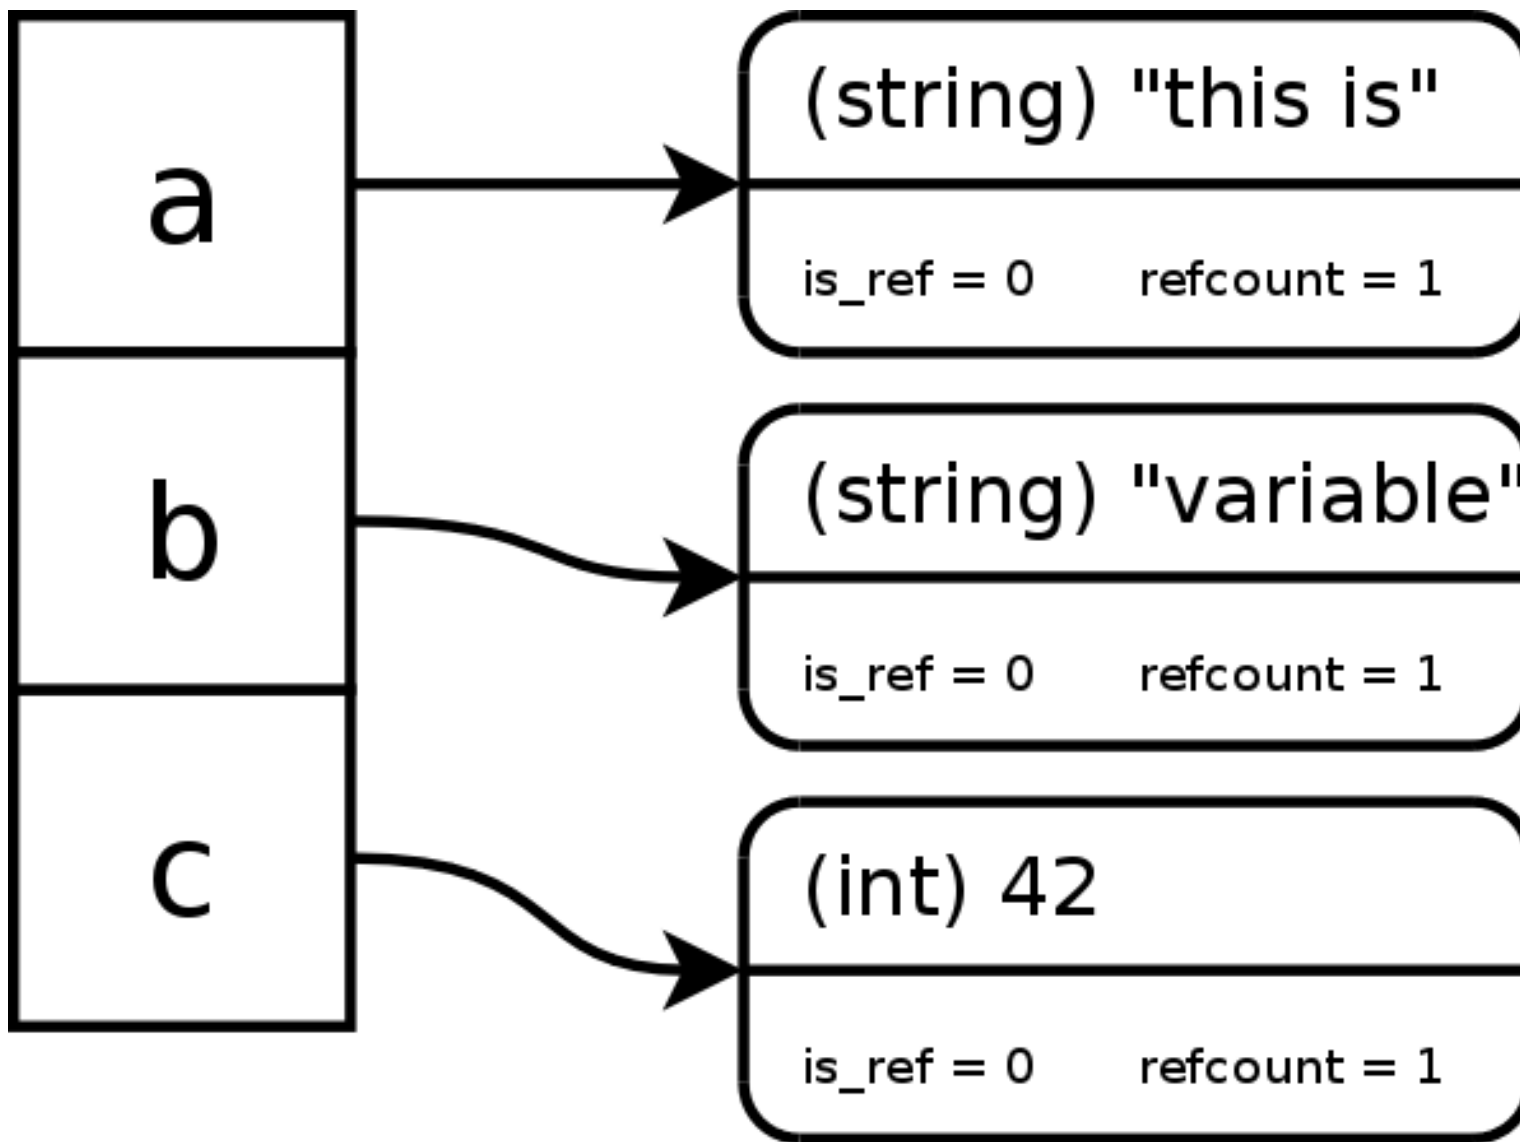 a
(string) "this is"
is_ref = 0 refcount = 1
b
(string) "variable"
is_ref = 0 refcount = 1
c
(int) 42
is_ref = 0 refcount = 1